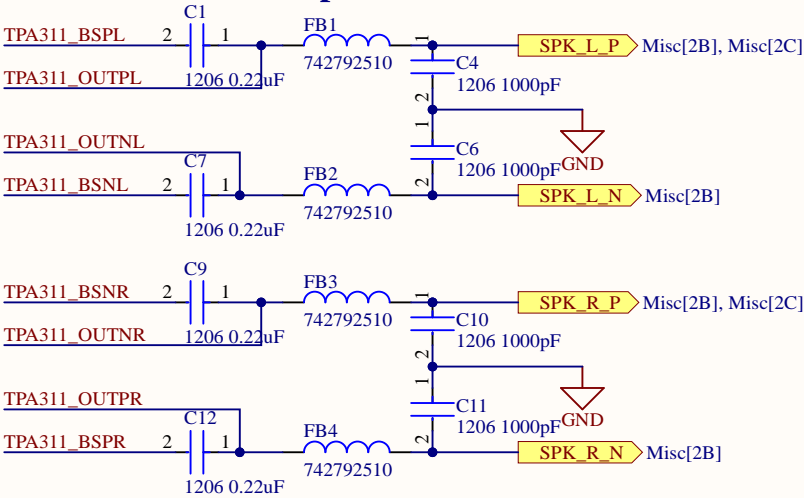 C1
TPA311_BSPL 2 1 FB1 1 SPK_L_P Misc[2B], Misc[2C]
742792510 C4
TPA311_OUTPL 1206 0.22uF 1206 1000pF
2
TPA311_OUTNL 1
C7 C6
1206 1000pF GND
TPA311_BSNL 2 1 FB2 2 SPK_L_N Misc[2B]
742792510
1206 0.22uF
C9
TPA311_BSNR 2 1 FB3 1 SPK_R_P Misc[2B], Misc[2C]
742792510 C10
TPA311_OUTNR 1206 0.22uF 1206 1000pF
2
TPA311_OUTPR 1
C12 C11
1206 1000pF GND
TPA311_BSPR 2 1 FB4 2 SPK_R_N Misc[2B]
742792510
1206 0.22uF